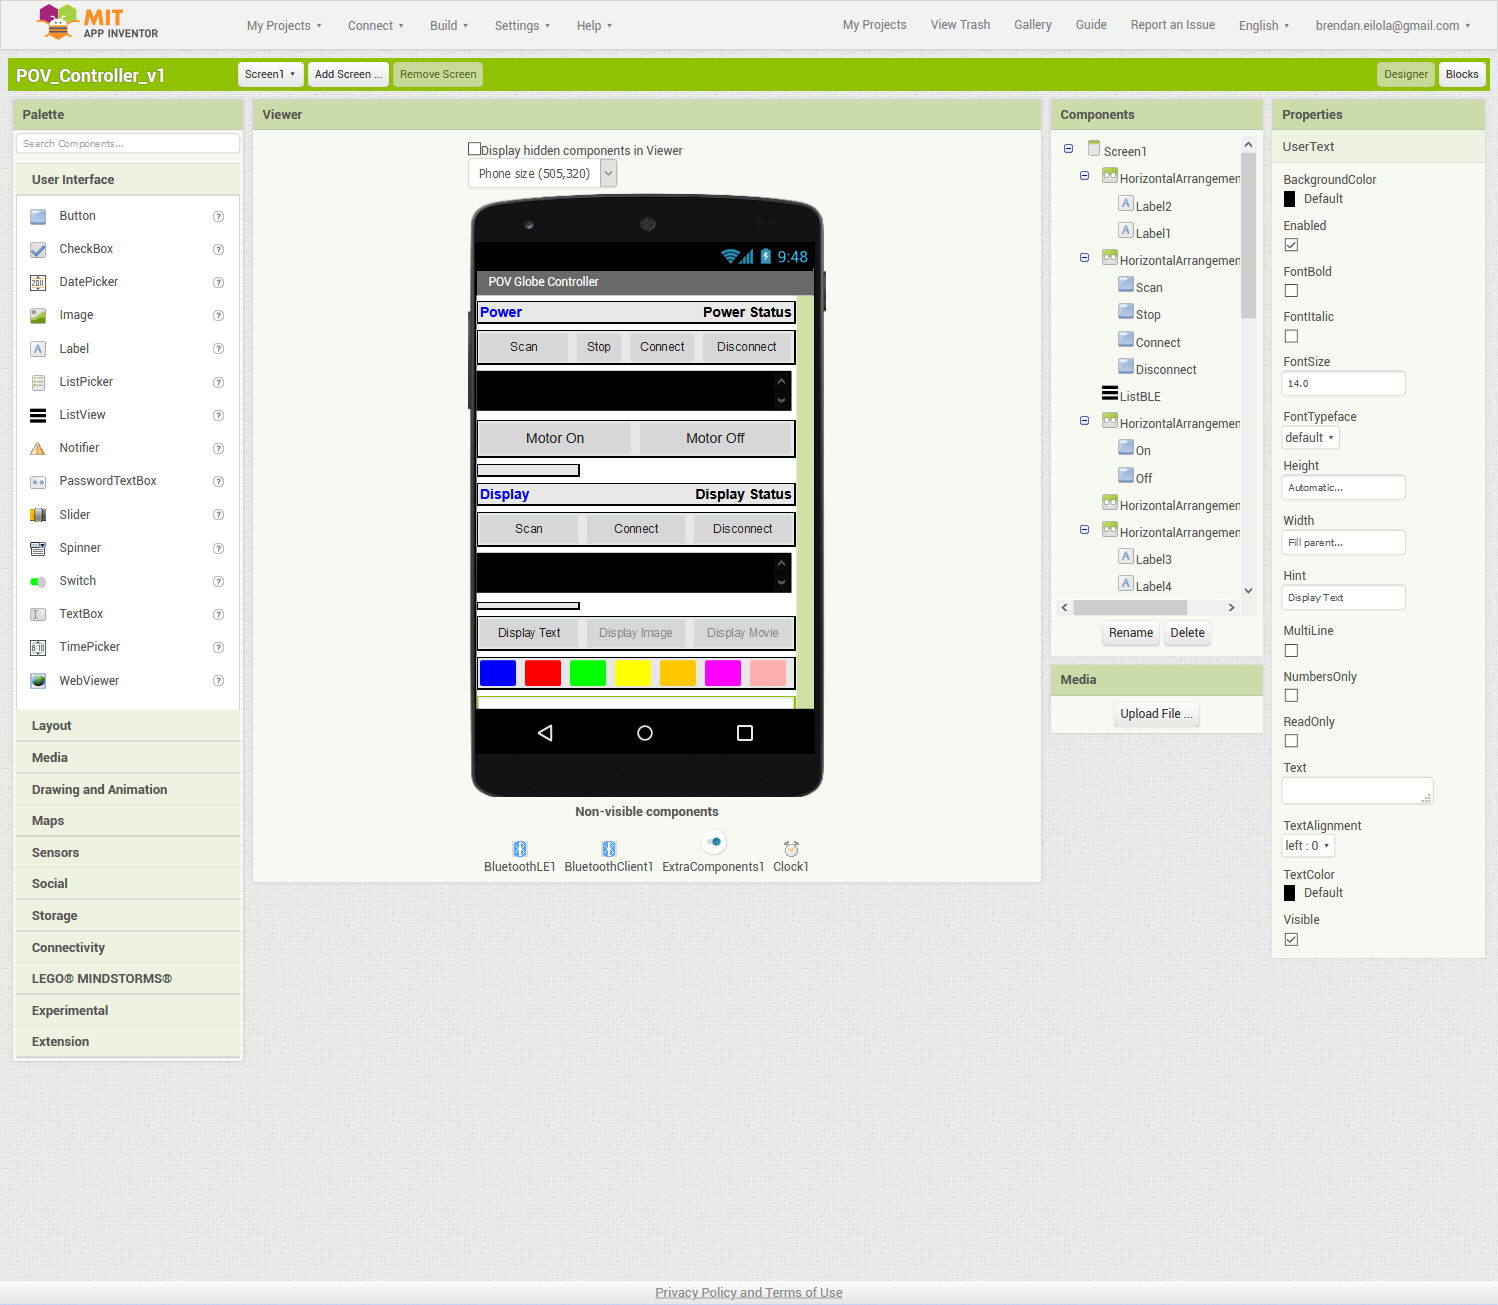 MIT
APP INVENTOR
My Projects Connect Build Settings Help My Projects View Trash Gallery Guide Report an Issue English brendan.eilola@gmail.com
POV_Controller_v1 Screen1 Add Screen ... Remove Screen Designer Blocks
Palette
Search Components...
User Interface
Button ?
CheckBox ?
DatePicker ?
Image ?
Label ?
ListPicker ?
ListView ?
Notifier ?
PasswordTextBox ?
Slider ?
Spinner ?
Switch ?
TextBox ?
TimePicker ?
WebViewer ?
Layout
Media
Drawing and Animation
Maps
Sensors
Social
Storage
Connectivity
LEGO® MINDSTORMS®
Experimental
Extension
Viewer
Display hidden components in Viewer
Phone size (505,320)
9:48
POV Globe Controller
Power Power Status
Scan Stop Connect Disconnect
Motor On Motor Off
Display Display Status
Scan Connect Disconnect
Display Text Display Image Display Movie
Non-visible components
BluetoothLE1 BluetoothClient1 ExtraComponents1 Clock1
Components
Screen1
HorizontalArrangemen
Label2
Label1
HorizontalArrangemen
Scan
Stop
Connect
Disconnect
ListBLE
HorizontalArrangemen
On
Off
HorizontalArrangemen
HorizontalArrangemen
Label3
Label4
Rename Delete
Media
Upload File ...
Properties
UserText
BackgroundColor
Default
Enabled
FontBold
FontItalic
FontSize
14.0
FontTypeface
default
Height
Automatic...
Width
Fill parent...
Hint
Display Text
MultiLine
NumbersOnly
ReadOnly
Text
TextAlignment
left : 0
TextColor
Default
Visible
Privacy Policy and Terms of Use